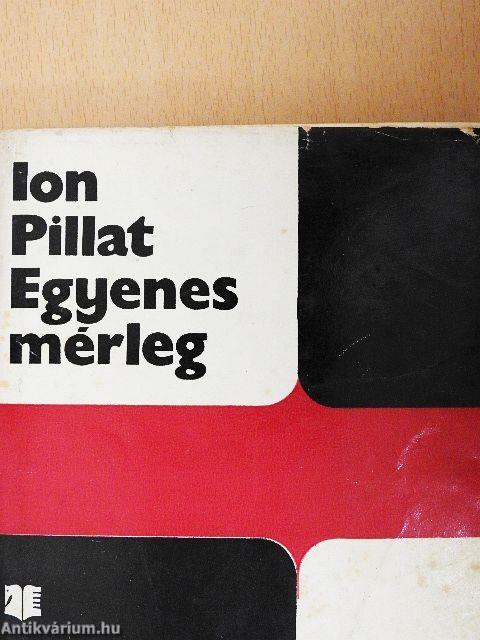 Ion
Pillat
Egyenes
mérleg
Antikvárium.hu